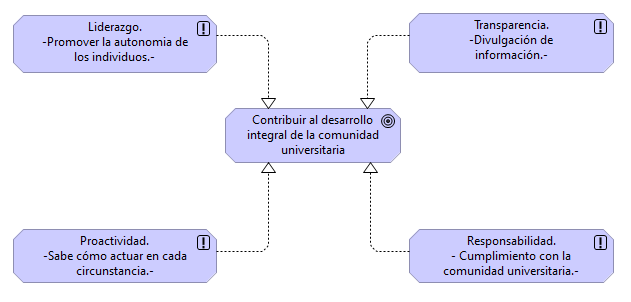 Liderazgo.
-Promover la autonomia de
los individuos.-
Transparencia.
-Divulgación de
información.-
Contribuir al desarrollo
integral de la comunidad
universitaria
Proactividad.
-Sabe cómo actuar en cada
circunstancia.-
Responsabilidad.
- Cumplimiento con la
comunidad universitaria.-